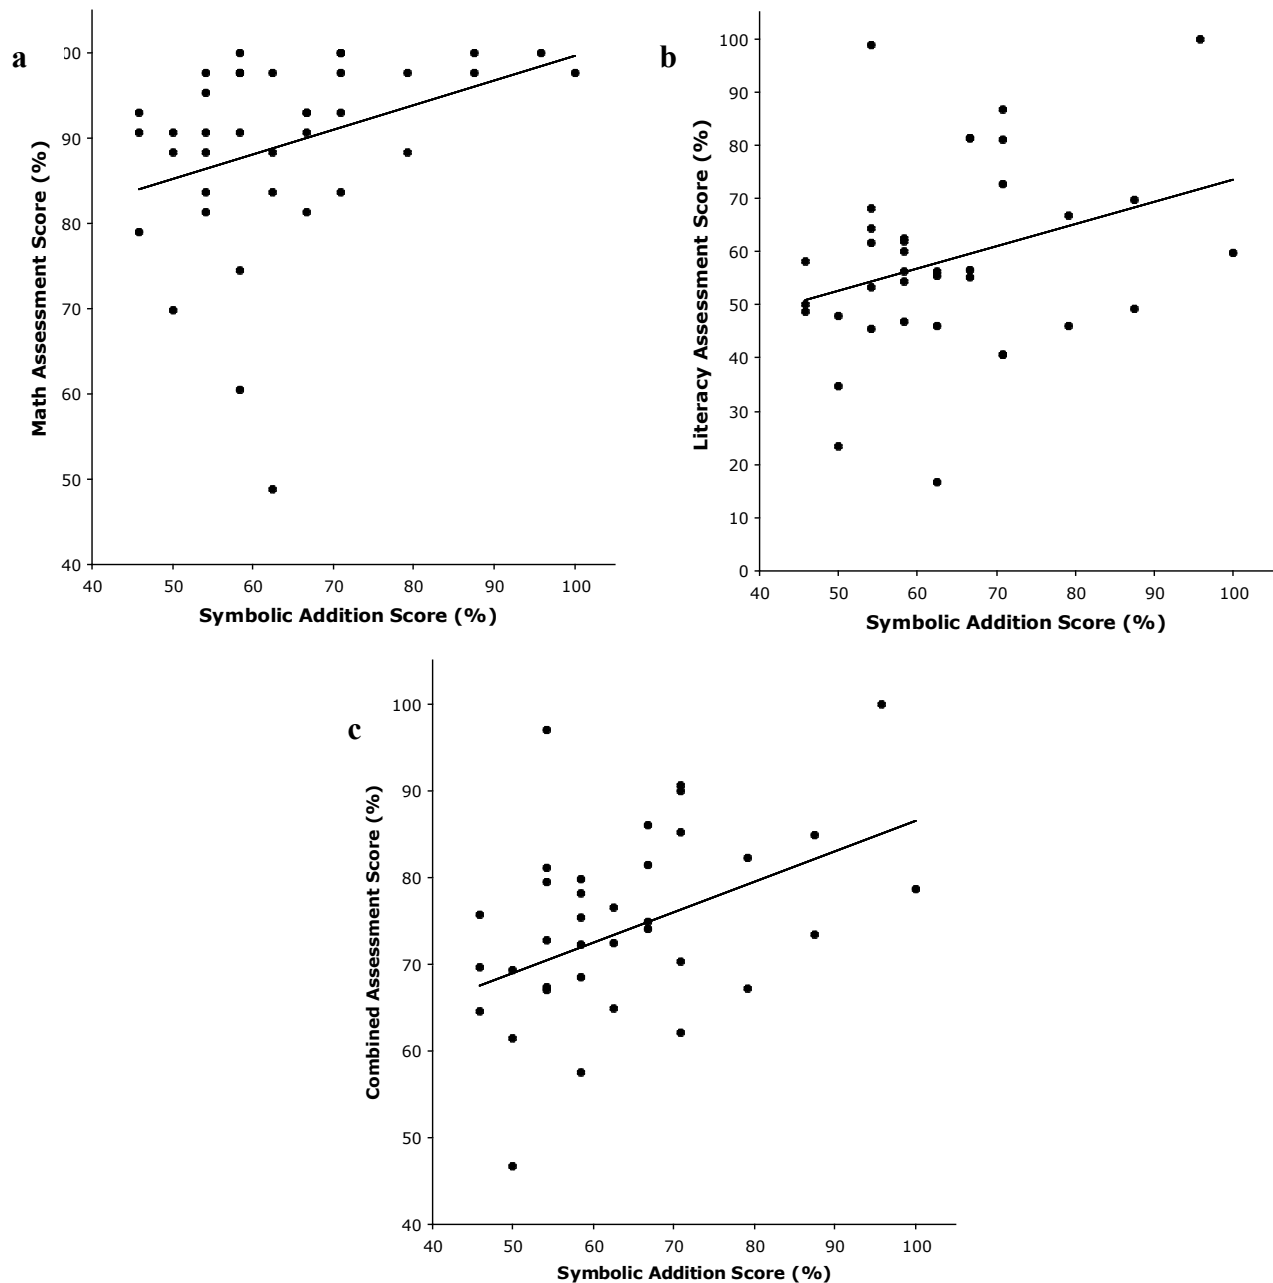 a
00
90
80
70
60
50
40
40 50 60 70 80 90 100
Math Assessment Score (%)
Symbolic Addition Score (%)
b
100
90
80
70
60
50
40
30
20
10
0
40 50 60 70 80 90 100
Literacy Assessment Score (%)
Symbolic Addition Score (%)
c
100
90
80
70
60
50
40
40 50 60 70 80 90 100
Combined Assessment Score (%)
Symbolic Addition Score (%)